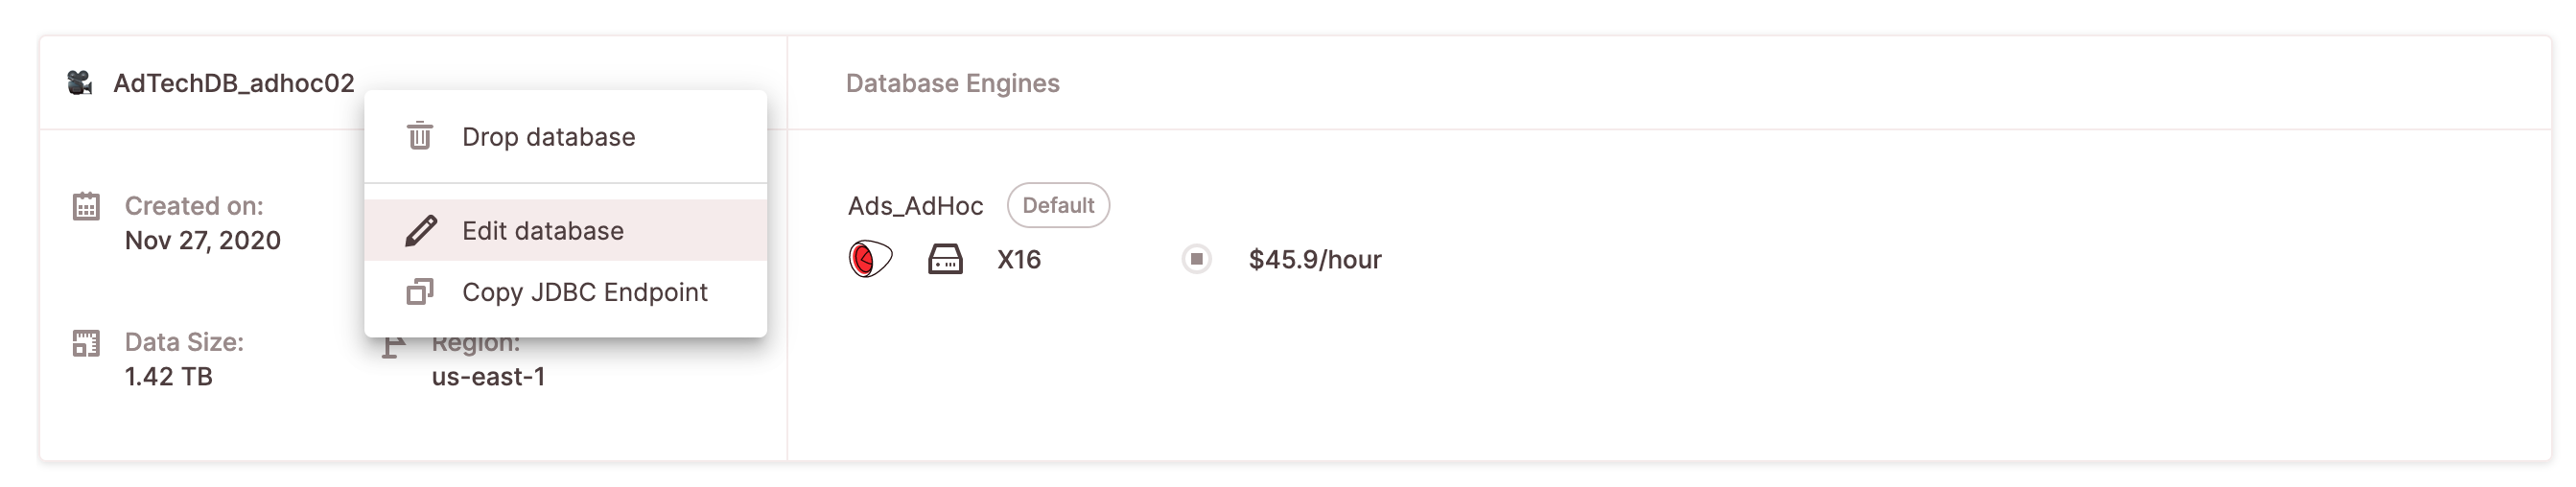 AdTechDB_adhoc02
Database Engines
Drop database
Edit database
Copy JDBC Endpoint
Created on:
Nov 27, 2020
Data Size:
1.42 TB
Region:
us-east-1
Ads_AdHoc
Default
X16
$45.9/hour